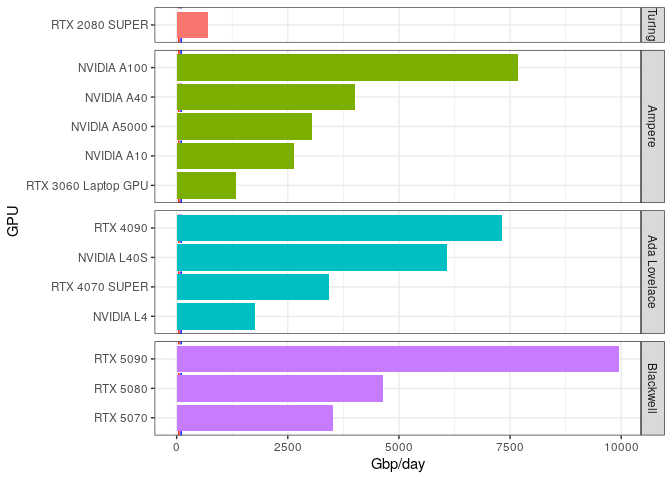 RTX 2080 SUPER
Turing
NVIDIA A100
NVIDIA A40
NVIDIA A5000
NVIDIA A10
RTX 3060 Laptop GPU
Ampere
RTX 4090
NVIDIA L40S
RTX 4070 SUPER
NVIDIA L4
Ada Lovelace
RTX 5090
RTX 5080
RTX 5070
Blackwell
GPU
0 2500 5000 7500 10000
Gbp/day